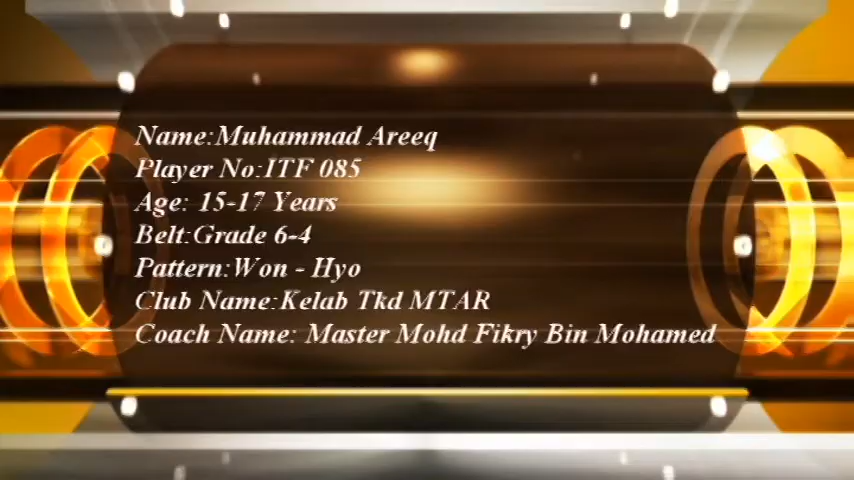 Name:Muhammad Areeq
Player No:ITF 085
Age: 15-17 Years
Belt:Grade 6-4
Pattern:Won - Hyo
Club Name:Kelab Tkd MTAR
Coach Name: Master Mohd Fikry Bin Mohamed